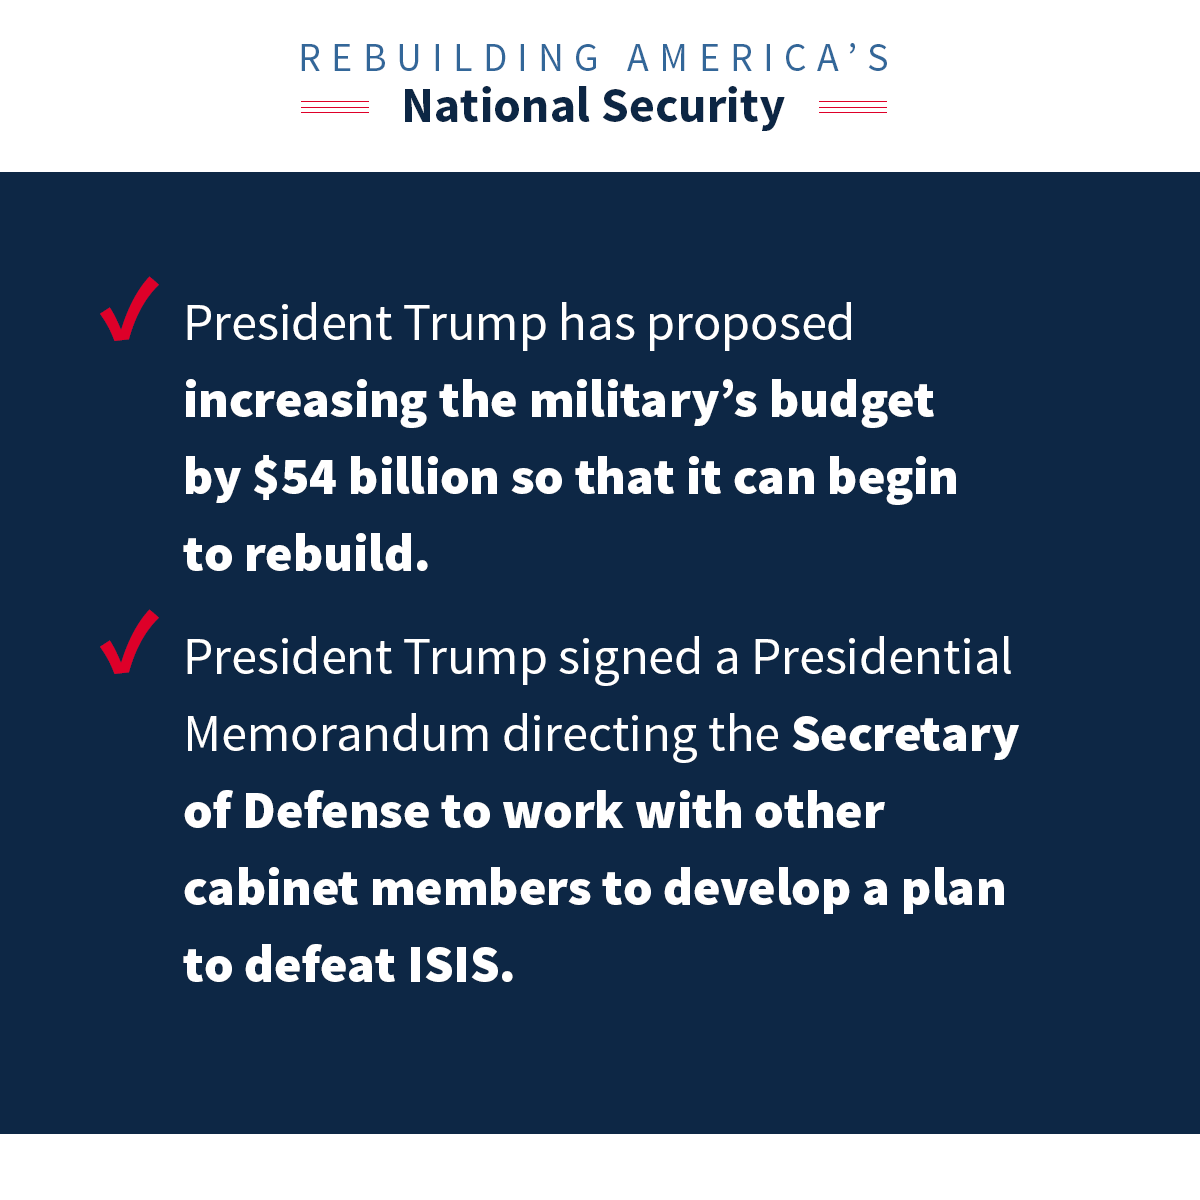 REBUILDING AMERICA’S
National Security
President Trump has proposed
increasing the military’s budget
by $54 billion so that it can begin
to rebuild.
President Trump signed a Presidential
Memorandum directing the Secretary
of Defense to work with other
cabinet members to develop a plan
to defeat ISIS.